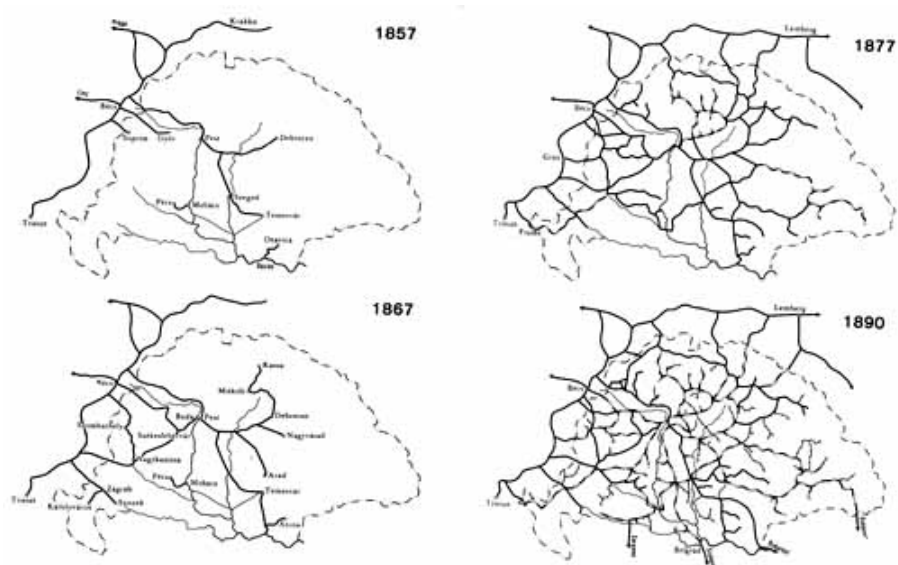 Krakkó
1857
Bécs
Sopron
Győr
Pest
Debrecen
Szeged
Pécs
Mohács
Temesvár
Oravica
Trieszt
Lemberg
1877
Bécs
Graz
Trieszt
Fiume
1867
Bécs
Kassa
Miskolc
Debrecen
Buda
Pest
Szombathely
Székesfehérvár
Nagyvárad
Nagykanizsa
Arad
Pécs
Mohács
Temesvár
Zágráb
Sziszek
Trieszt
Károlyváros
Lemberg
1890
Bécs
Trieszt
Belgrád